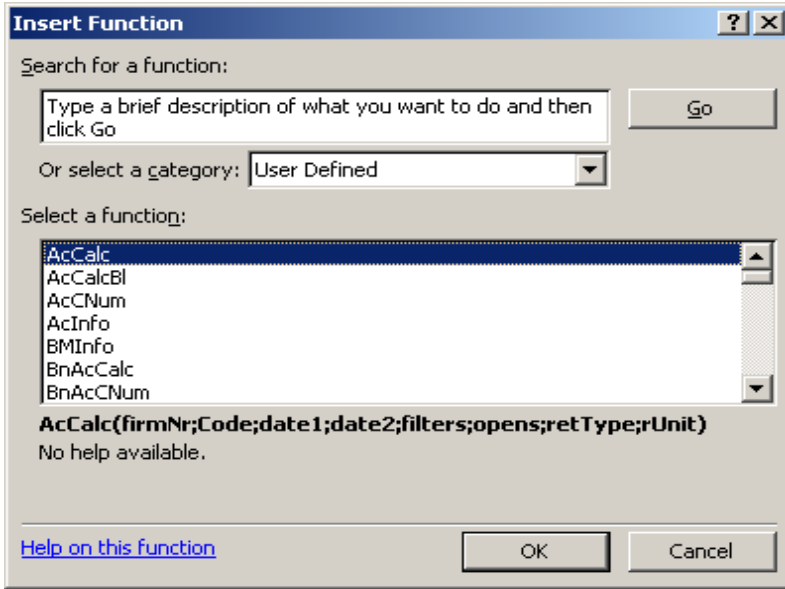 Insert Function
Search for a function:
Type a brief description of what you want to do and then
click Go
Go
Or select a category: User Defined
Select a function:
AcCalc
AcCalcBl
AcCNum
AcInfo
BMInfo
BnAcCalc
BnAcCNum
AcCalc(firmNr;Code;date1;date2;filters;opens;retType;rUnit)
No help available.
Help on this function
OK
Cancel